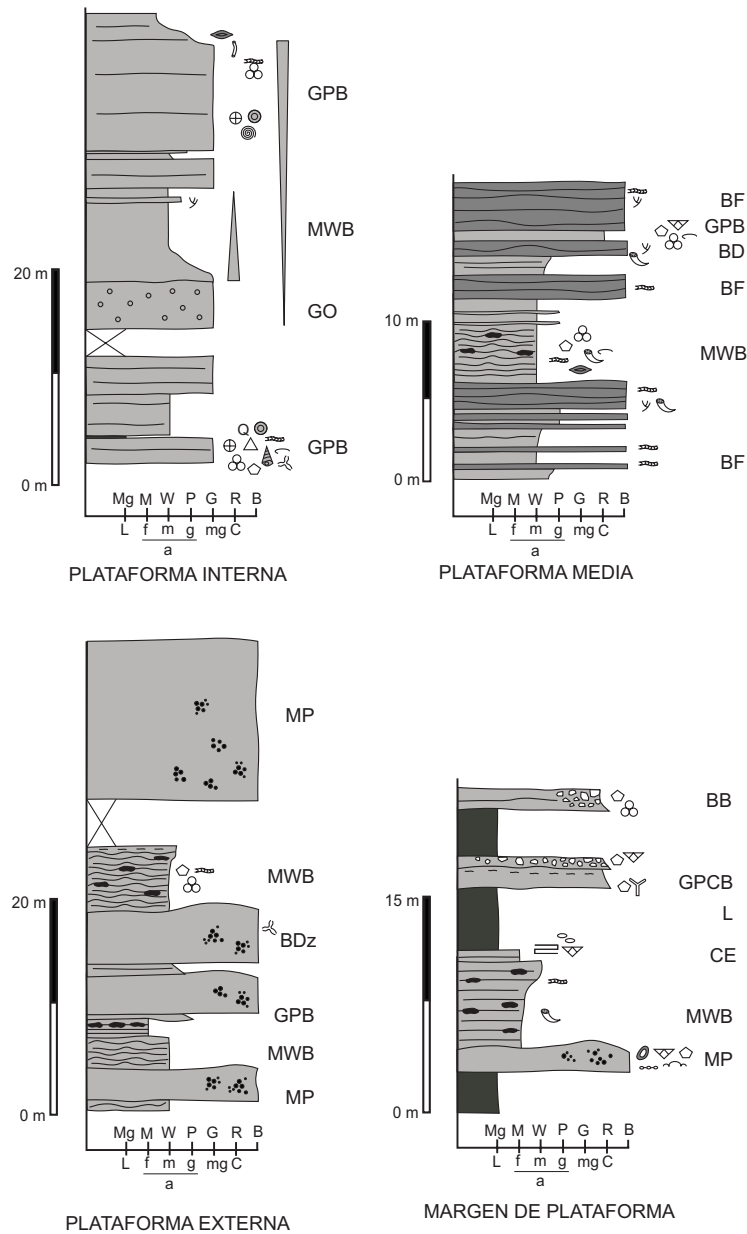 GPB
MWB
20 m
GO
Q
GPB
0 m
Mg M W P G R B
L f m g mg C
a
PLATAFORMA INTERNA
BF
GPB
BD
BF
10 m
MWB
BF
0 m
Mg M W P G R B
L f m g mg C
a
PLATAFORMA MEDIA
MP
MWB
20 m
BDz
GPB
MWB
MP
0 m
Mg M W P G R B
L f m g mg C
a
PLATAFORMA EXTERNA
BB
GPCB
15 m
L
CE
MWB
MP
0 m
Mg M W P G R B
L f m g mg C
a
MARGEN DE PLATAFORMA